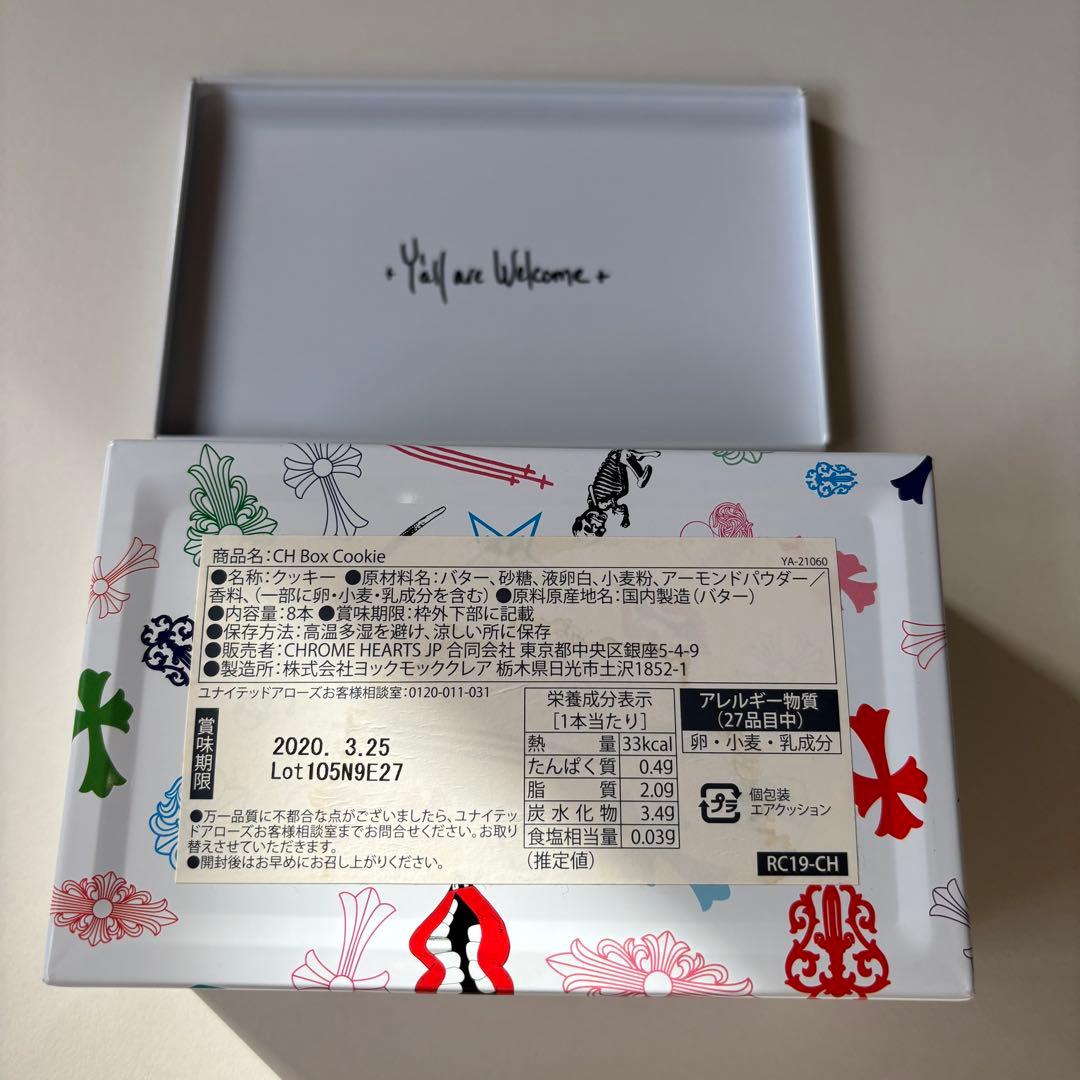 + Y'all are Welcome +
商品名:CH Box Cookie
YA-21060
●名称:クッキー ●原材料名:バター、砂糖、液卵白、小麦粉、アーモンドパウダー／
香料、(一部に卵・小麦・乳成分を含む) ●原料原産地名:国内製造(バター)
●内容量:8本 ●賞味期限:枠外下部に記載
●保存方法:高温多湿を避け、涼しい所に保存
●販売者:CHROME HEARTS JP 合同会社 東京都中央区銀座5-4-9
●製造所:株式会社ヨックモッククレア 栃木県日光市土沢1852-1
ユナイテッドアローズお客様相談室:0120-011-031
賞味期限
2020. 3.25
Lot105N9E27
●万一品質に不都合な点がございましたら、ユナイテッ
ドアローズお客様相談室までお問合せください。お取り
替えさせていただきます。
●開封後はお早めにお召し上がりください。
栄養成分表示
[1本当たり]
熱量 33kcal
たんぱく質 0.4g
脂質 2.0g
炭水化物 3.4g
食塩相当量 0.03g
(推定値)
アレルギー物質
(27品目中)
卵・小麦・乳成分
プラ
個包装
エアクッション
RC19-CH